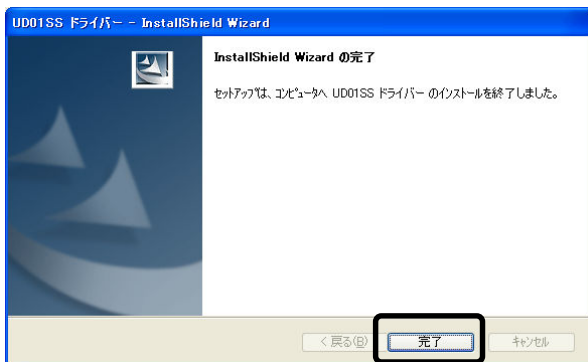 UD01SS ドライバー - InstallShield Wizard
InstallShield Wizard の完了
セットアップは、コンピュータへ UD01SS ドライバー のインストールを終了しました。
< 戻る(B)
完了
キャンセル